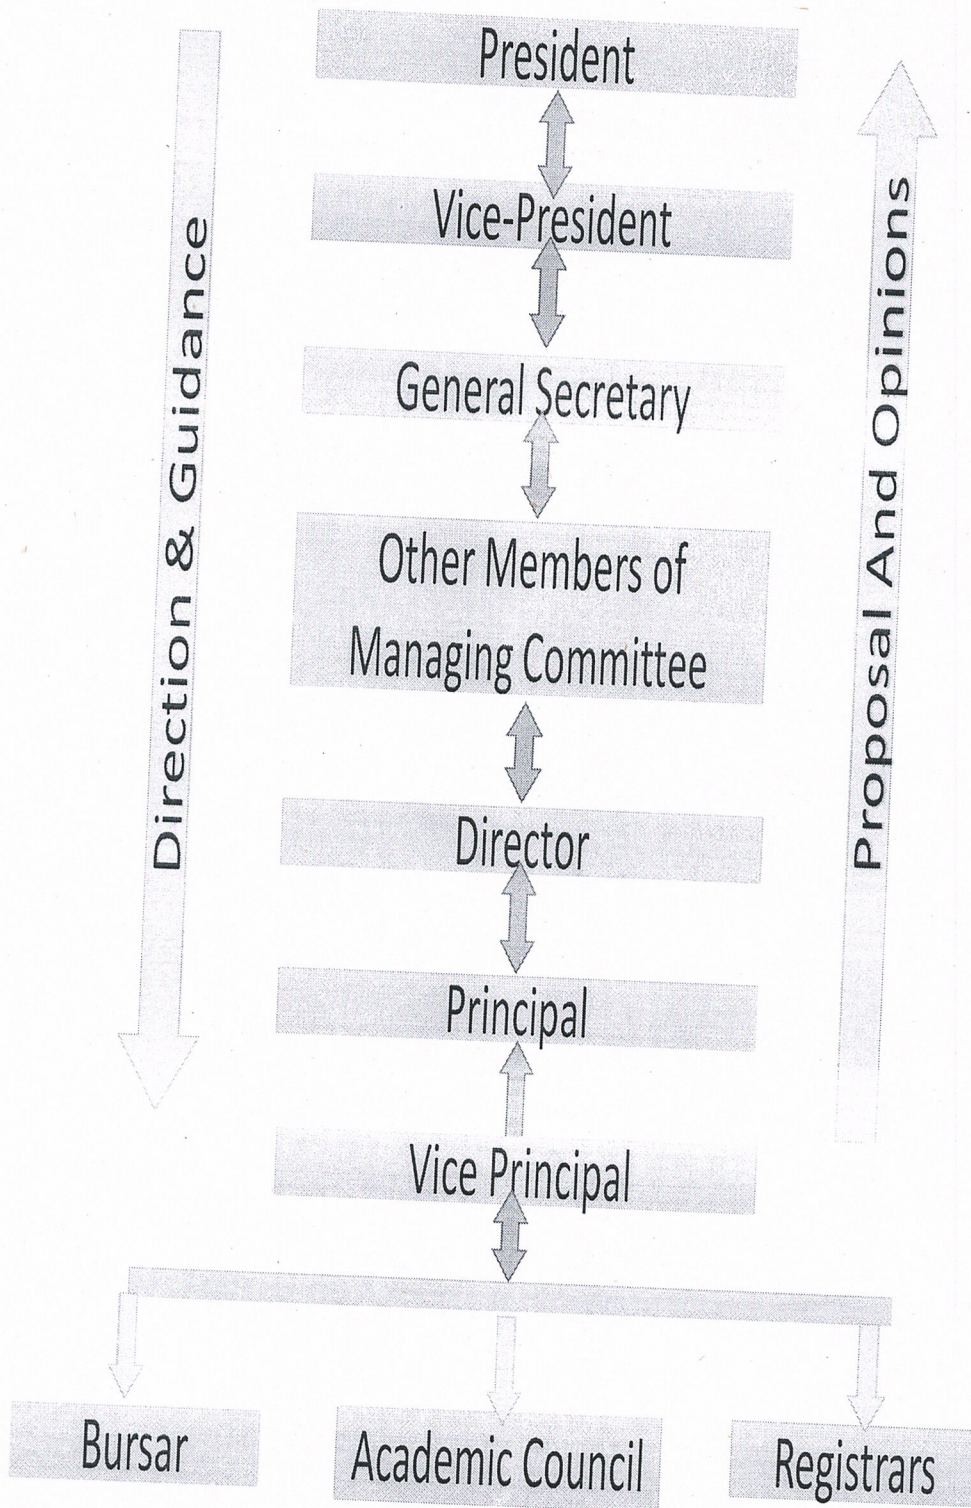 President
Vice-President
General Secretary
Other Members of
Managing Committee
Director
Principal
Vice Principal
Bursar
Academic Council
Registrars
Direction & Guidance
Proposal And Opinions